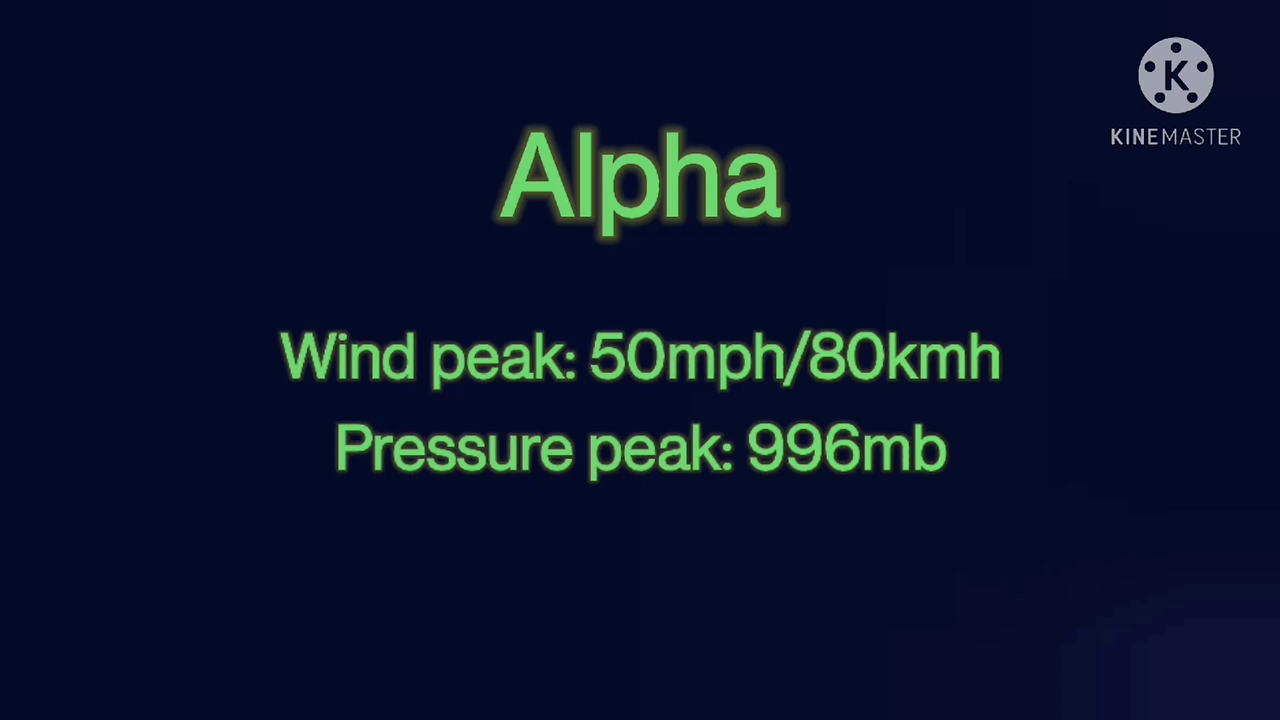 K
KINEMASTER
Alpha
Wind peak: 50mph/80kmh
Pressure peak: 996mb